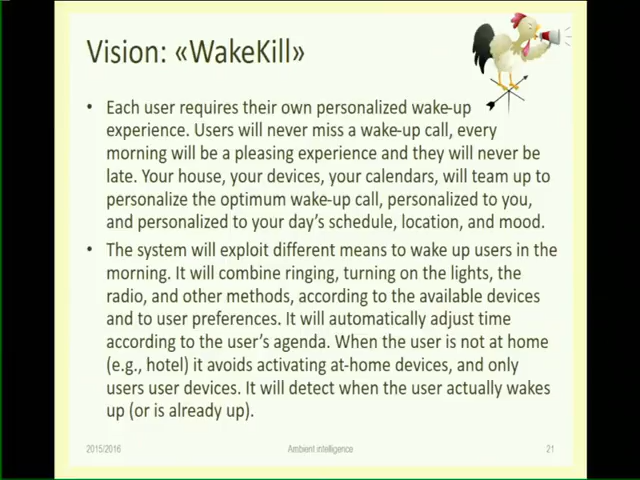 Vision: «WakeKill»
• Each user requires their own personalized wake-up
experience. Users will never miss a wake-up call, every
morning will be a pleasing experience and they will never be
late. Your house, your devices, your calendars, will team up to
personalize the optimum wake-up call, personalized to you,
and personalized to your day's schedule, location, and mood.
• The system will exploit different means to wake up users in the
morning. It will combine ringing, turning on the lights, the
radio, and other methods, according to the available devices
and to user preferences. It will automatically adjust time
according to the user's agenda. When the user is not at home
(e.g., hotel) it avoids activating at-home devices, and only
users user devices. It will detect when the user actually wakes
up (or is already up).
2015/2016 Ambient intelligence 21